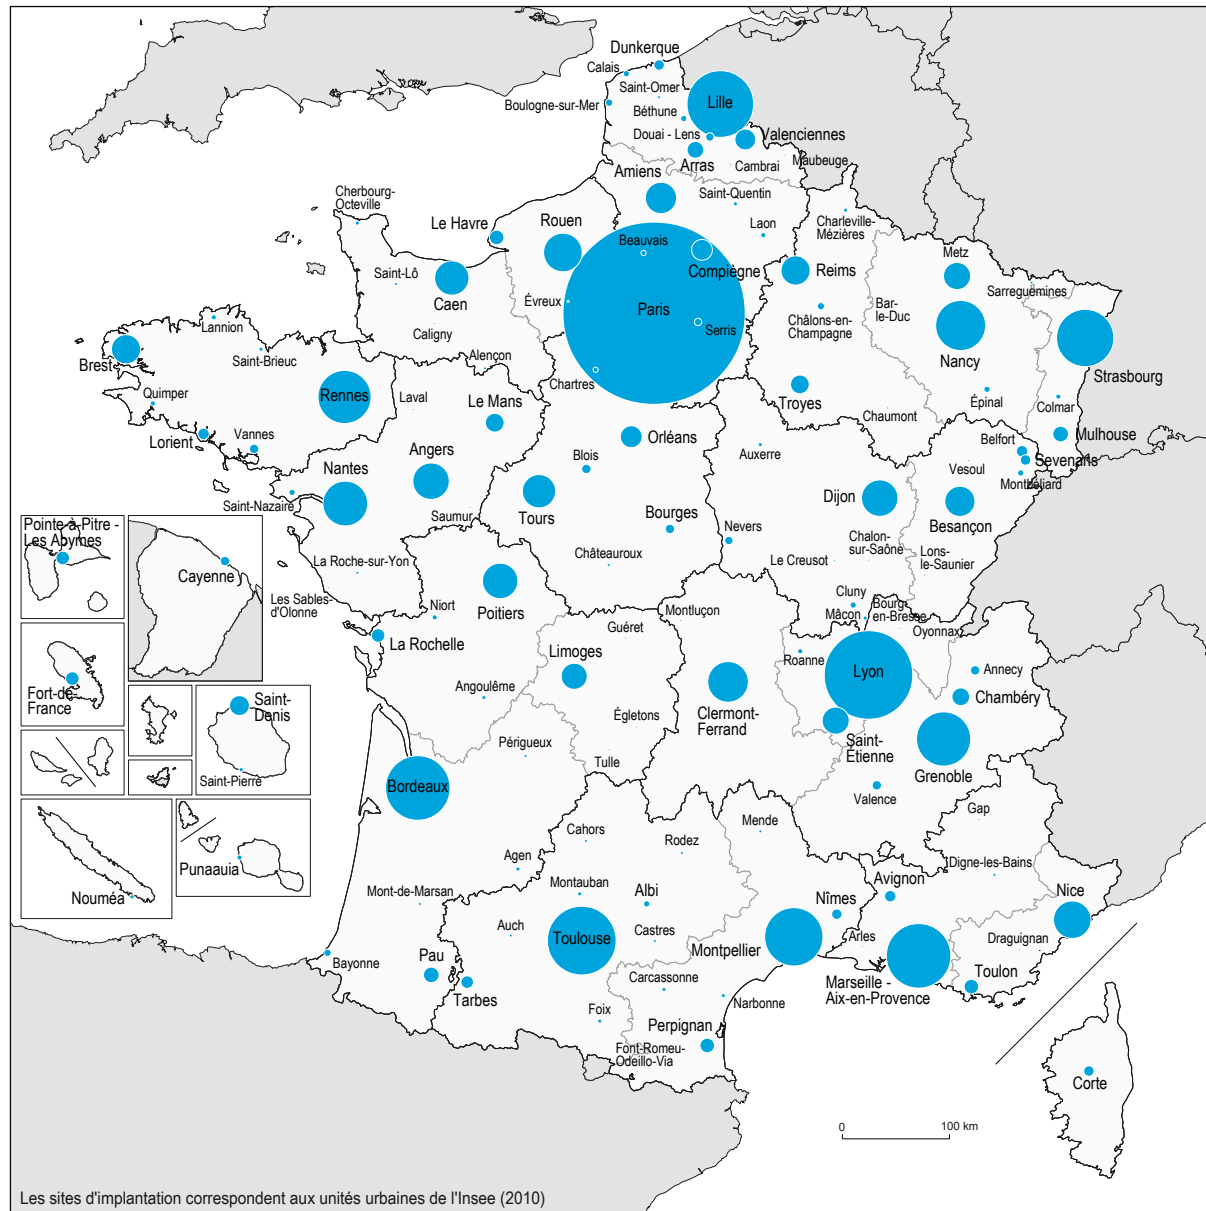 Dunkerque
Calais
Saint-Omer
Lille
Boulogne-sur-Mer
Béthune
Douai - Lens
Valenciennes
Arras
Cambrai
Maubeuge
Amiens
Saint-Quentin
Cherbourg-
Octeville
Le Havre
Rouen
Laon
Charleville-
Mézières
Beauvais
Compiègne
Reims
Metz
Saint-Lô
Caen
Sarreguemines
Évreux
Paris
Serris
Châlons-en-
Champagne
Bar-
le-Duc
Nancy
Strasbourg
Caligny
Lannion
Brest
Saint-Brieuc
Alençon
Chartres
Troyes
Épinal
Colmar
Quimper
Rennes
Laval
Le Mans
Chaumont
Lorient
Vannes
Orléans
Mulhouse
Auxerre
Belfort
Sevenans
Nantes
Angers
Blois
Vesoul
Montbéliard
Saint-Nazaire
Saumur
Tours
Bourges
Dijon
Besançon
Nevers
Chalon-
sur-Saône
Pointe-à-Pitre -
Les Abymes
Cayenne
La Roche-sur-Yon
Châteauroux
Le Creusot
Lons-
le-Saunier
Les Sables-
d'Olonne
Poitiers
Niort
Montluçon
Cluny
Mâcon
Bourg-
en-Bresse
Oyonnax
La Rochelle
Guéret
Limoges
Roanne
Lyon
Annecy
Fort-de-
France
Saint-
Denis
Angoulême
Clermont-
Ferrand
Chambéry
Égletons
Saint-
Étienne
Grenoble
Périgueux
Tulle
Saint-Pierre
Bordeaux
Valence
Gap
Cahors
Rodez
Mende
Punaauia
Agen
Digne-les-Bains
Nouméa
Mont-de-Marsan
Montauban
Albi
Avignon
Nîmes
Nice
Auch
Toulouse
Castres
Montpellier
Arles
Draguignan
Bayonne
Pau
Tarbes
Carcassonne
Marseille -
Aix-en-Provence
Toulon
Narbonne
Foix
Perpignan
Font-Romeu-
Odeillo-Via
Corte
0 100 km
Les sites d'implantation correspondent aux unités urbaines de l'Insee (2010)